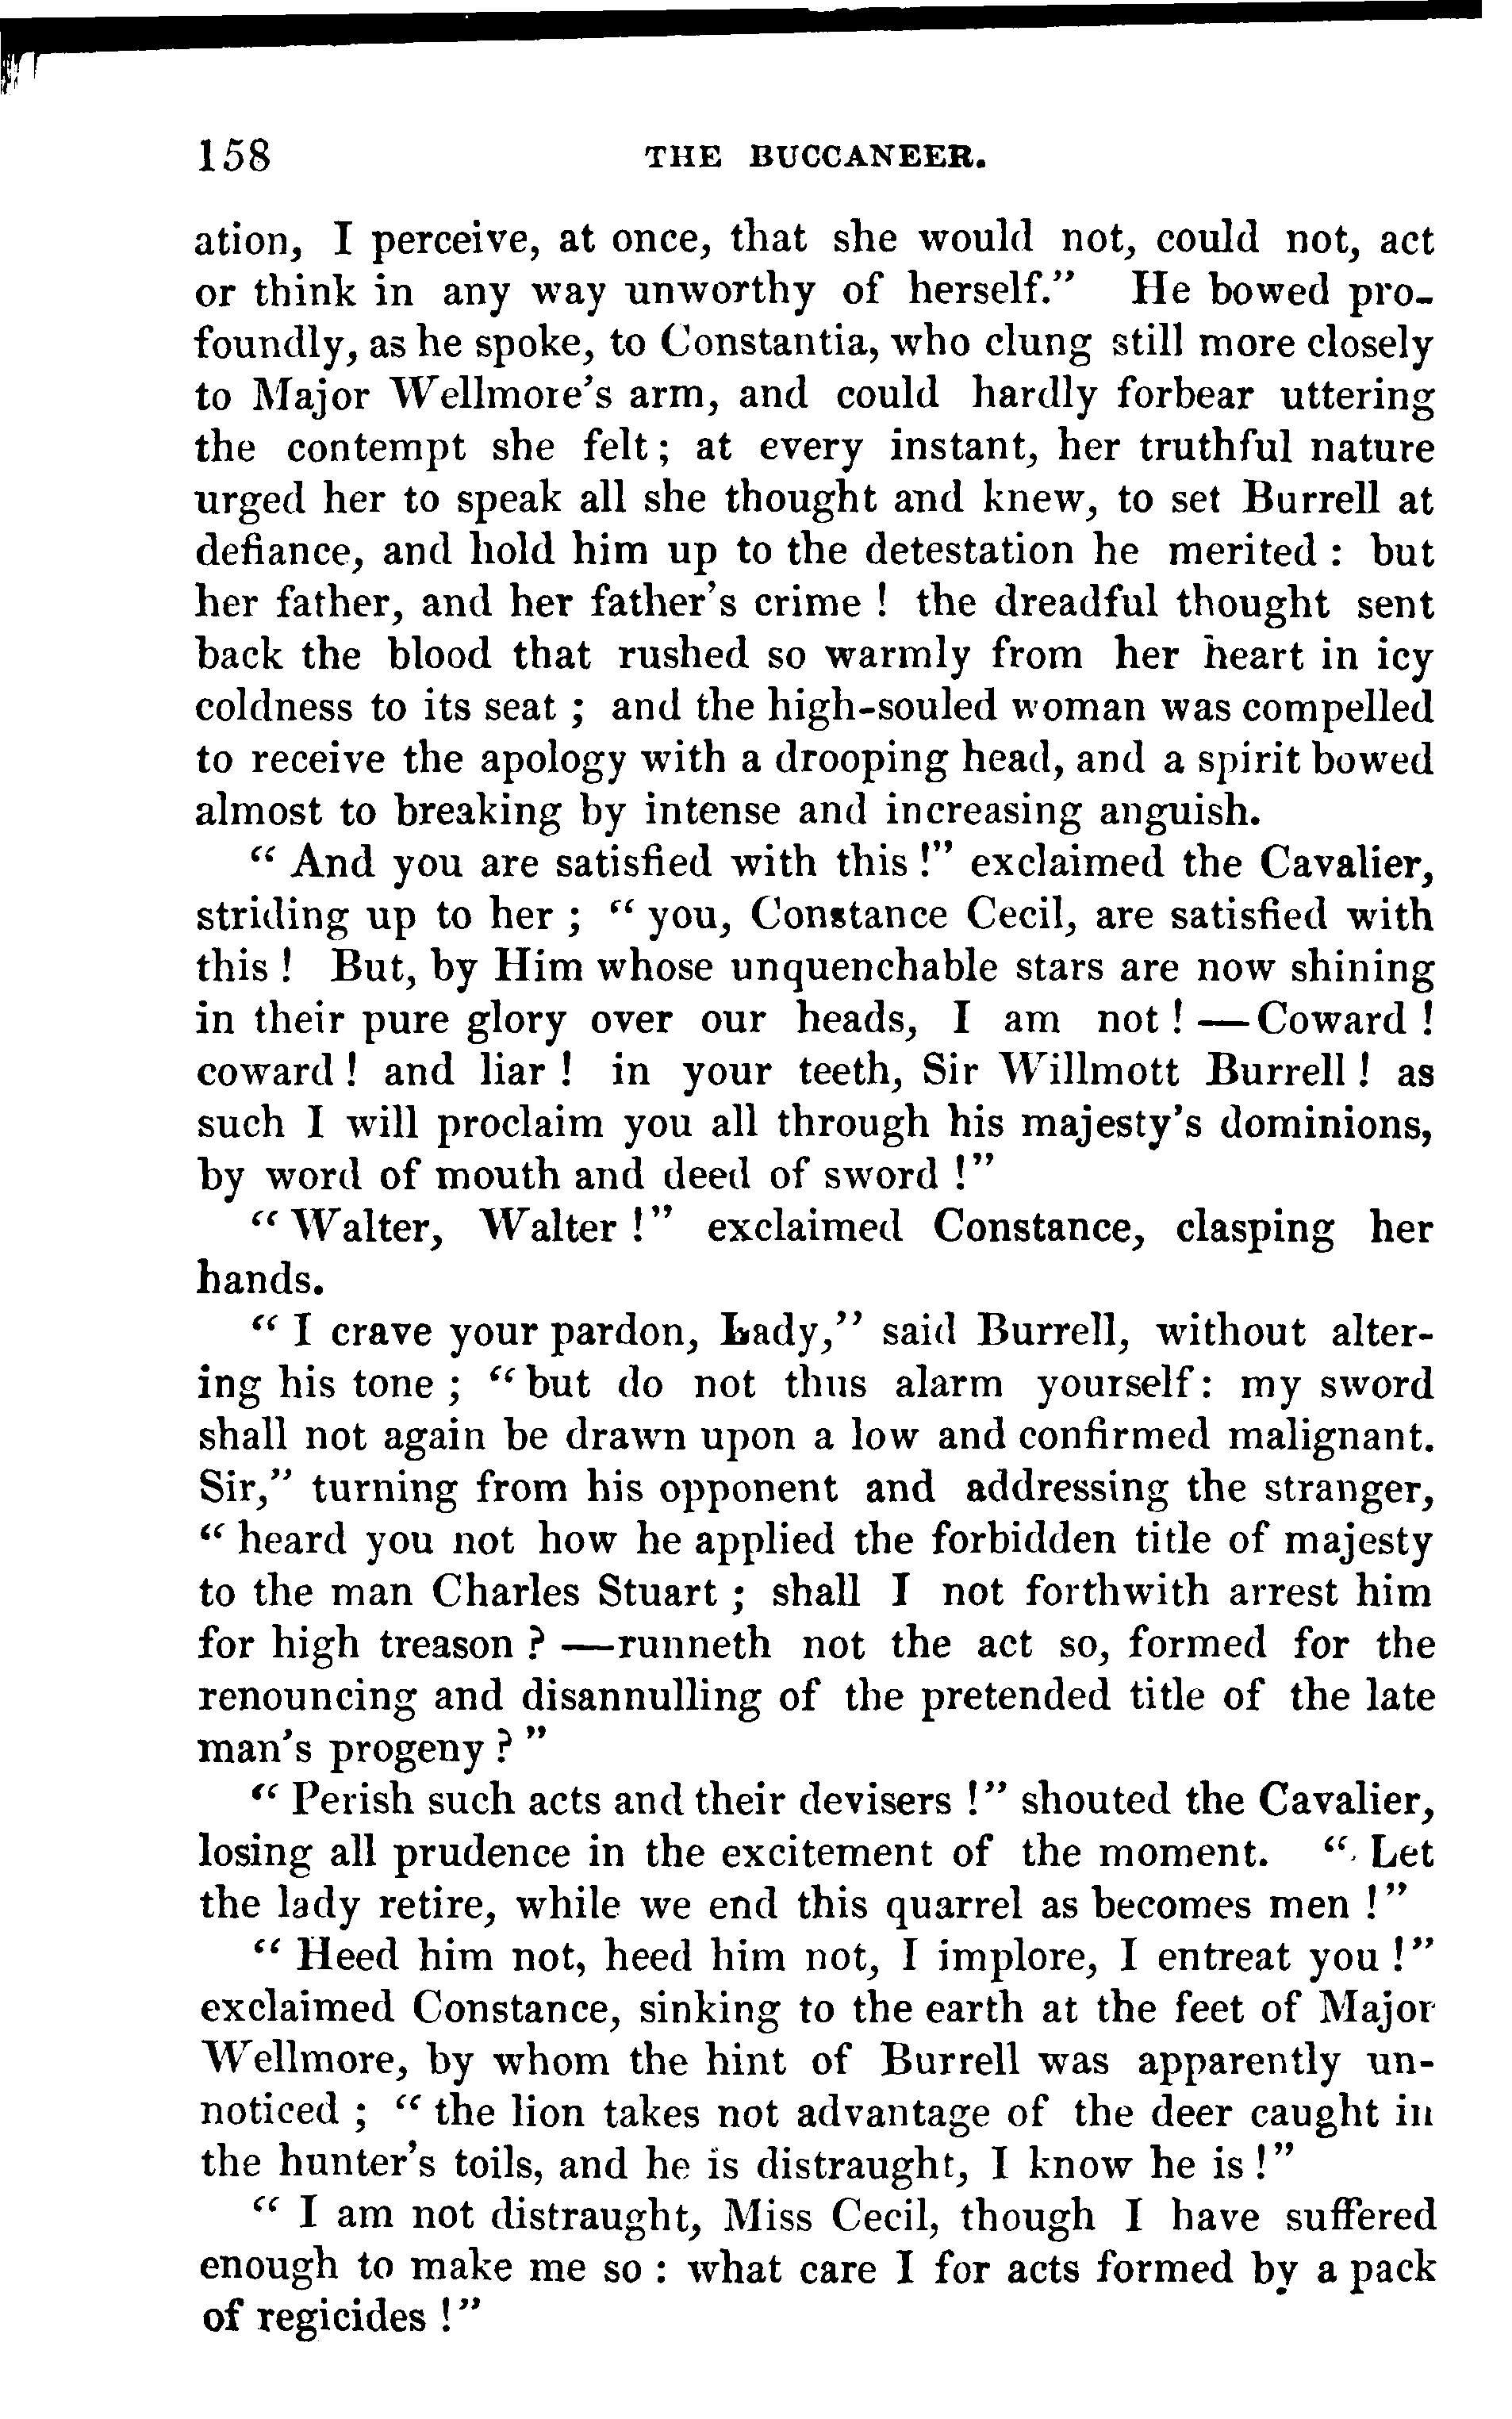 158 THE BUCCANEER.
ation, I perceive, at once, that she would not, could not, act
or think in any way unworthy of herself." He bowed pro-
foundly, as he spoke, to Constantia, who clung still more closely
to Major Wellmore's arm, and could hardly forbear uttering
the contempt she felt; at every instant, her truthful nature
urged her to speak all she thought and knew, to set Burrell at
defiance, and hold him up to the detestation he merited: but
her father, and her father's crime! the dreadful thought sent
back the blood that rushed so warmly from her heart in icy
coldness to its seat; and the high-souled woman was compelled
to receive the apology with a drooping head, and a spirit bowed
almost to breaking by intense and increasing anguish.
"And you are satisfied with this!" exclaimed the Cavalier,
striding up to her; "you, Constance Cecil, are satisfied with
this! But, by Him whose unquenchable stars are now shining
in their pure glory over our heads, I am not!—Coward!
coward! and liar! in your teeth, Sir Willmott Burrell! as
such I will proclaim you all through his majesty's dominions,
by word of mouth and deed of sword!"
"Walter, Walter!" exclaimed Constance, clasping her
hands.
"I crave your pardon, Lady," said Burrell, without alter-
ing his tone; "but do not thus alarm yourself: my sword
shall not again be drawn upon a low and confirmed malignant.
Sir," turning from his opponent and addressing the stranger,
"heard you not how he applied the forbidden title of majesty
to the man Charles Stuart; shall I not forthwith arrest him
for high treason?—runneth not the act so, formed for the
renouncing and disannulling of the pretended title of the late
man's progeny?"
"Perish such acts and their devisers!" shouted the Cavalier,
losing all prudence in the excitement of the moment. "Let
the lady retire, while we end this quarrel as becomes men!"
"Heed him not, heed him not, I implore, I entreat you!"
exclaimed Constance, sinking to the earth at the feet of Major
Wellmore, by whom the hint of Burrell was apparently un-
noticed; "the lion takes not advantage of the deer caught in
the hunter's toils, and he is distraught, I know he is!"
"I am not distraught, Miss Cecil, though I have suffered
enough to make me so: what care I for acts formed by a pack
of regicides!"